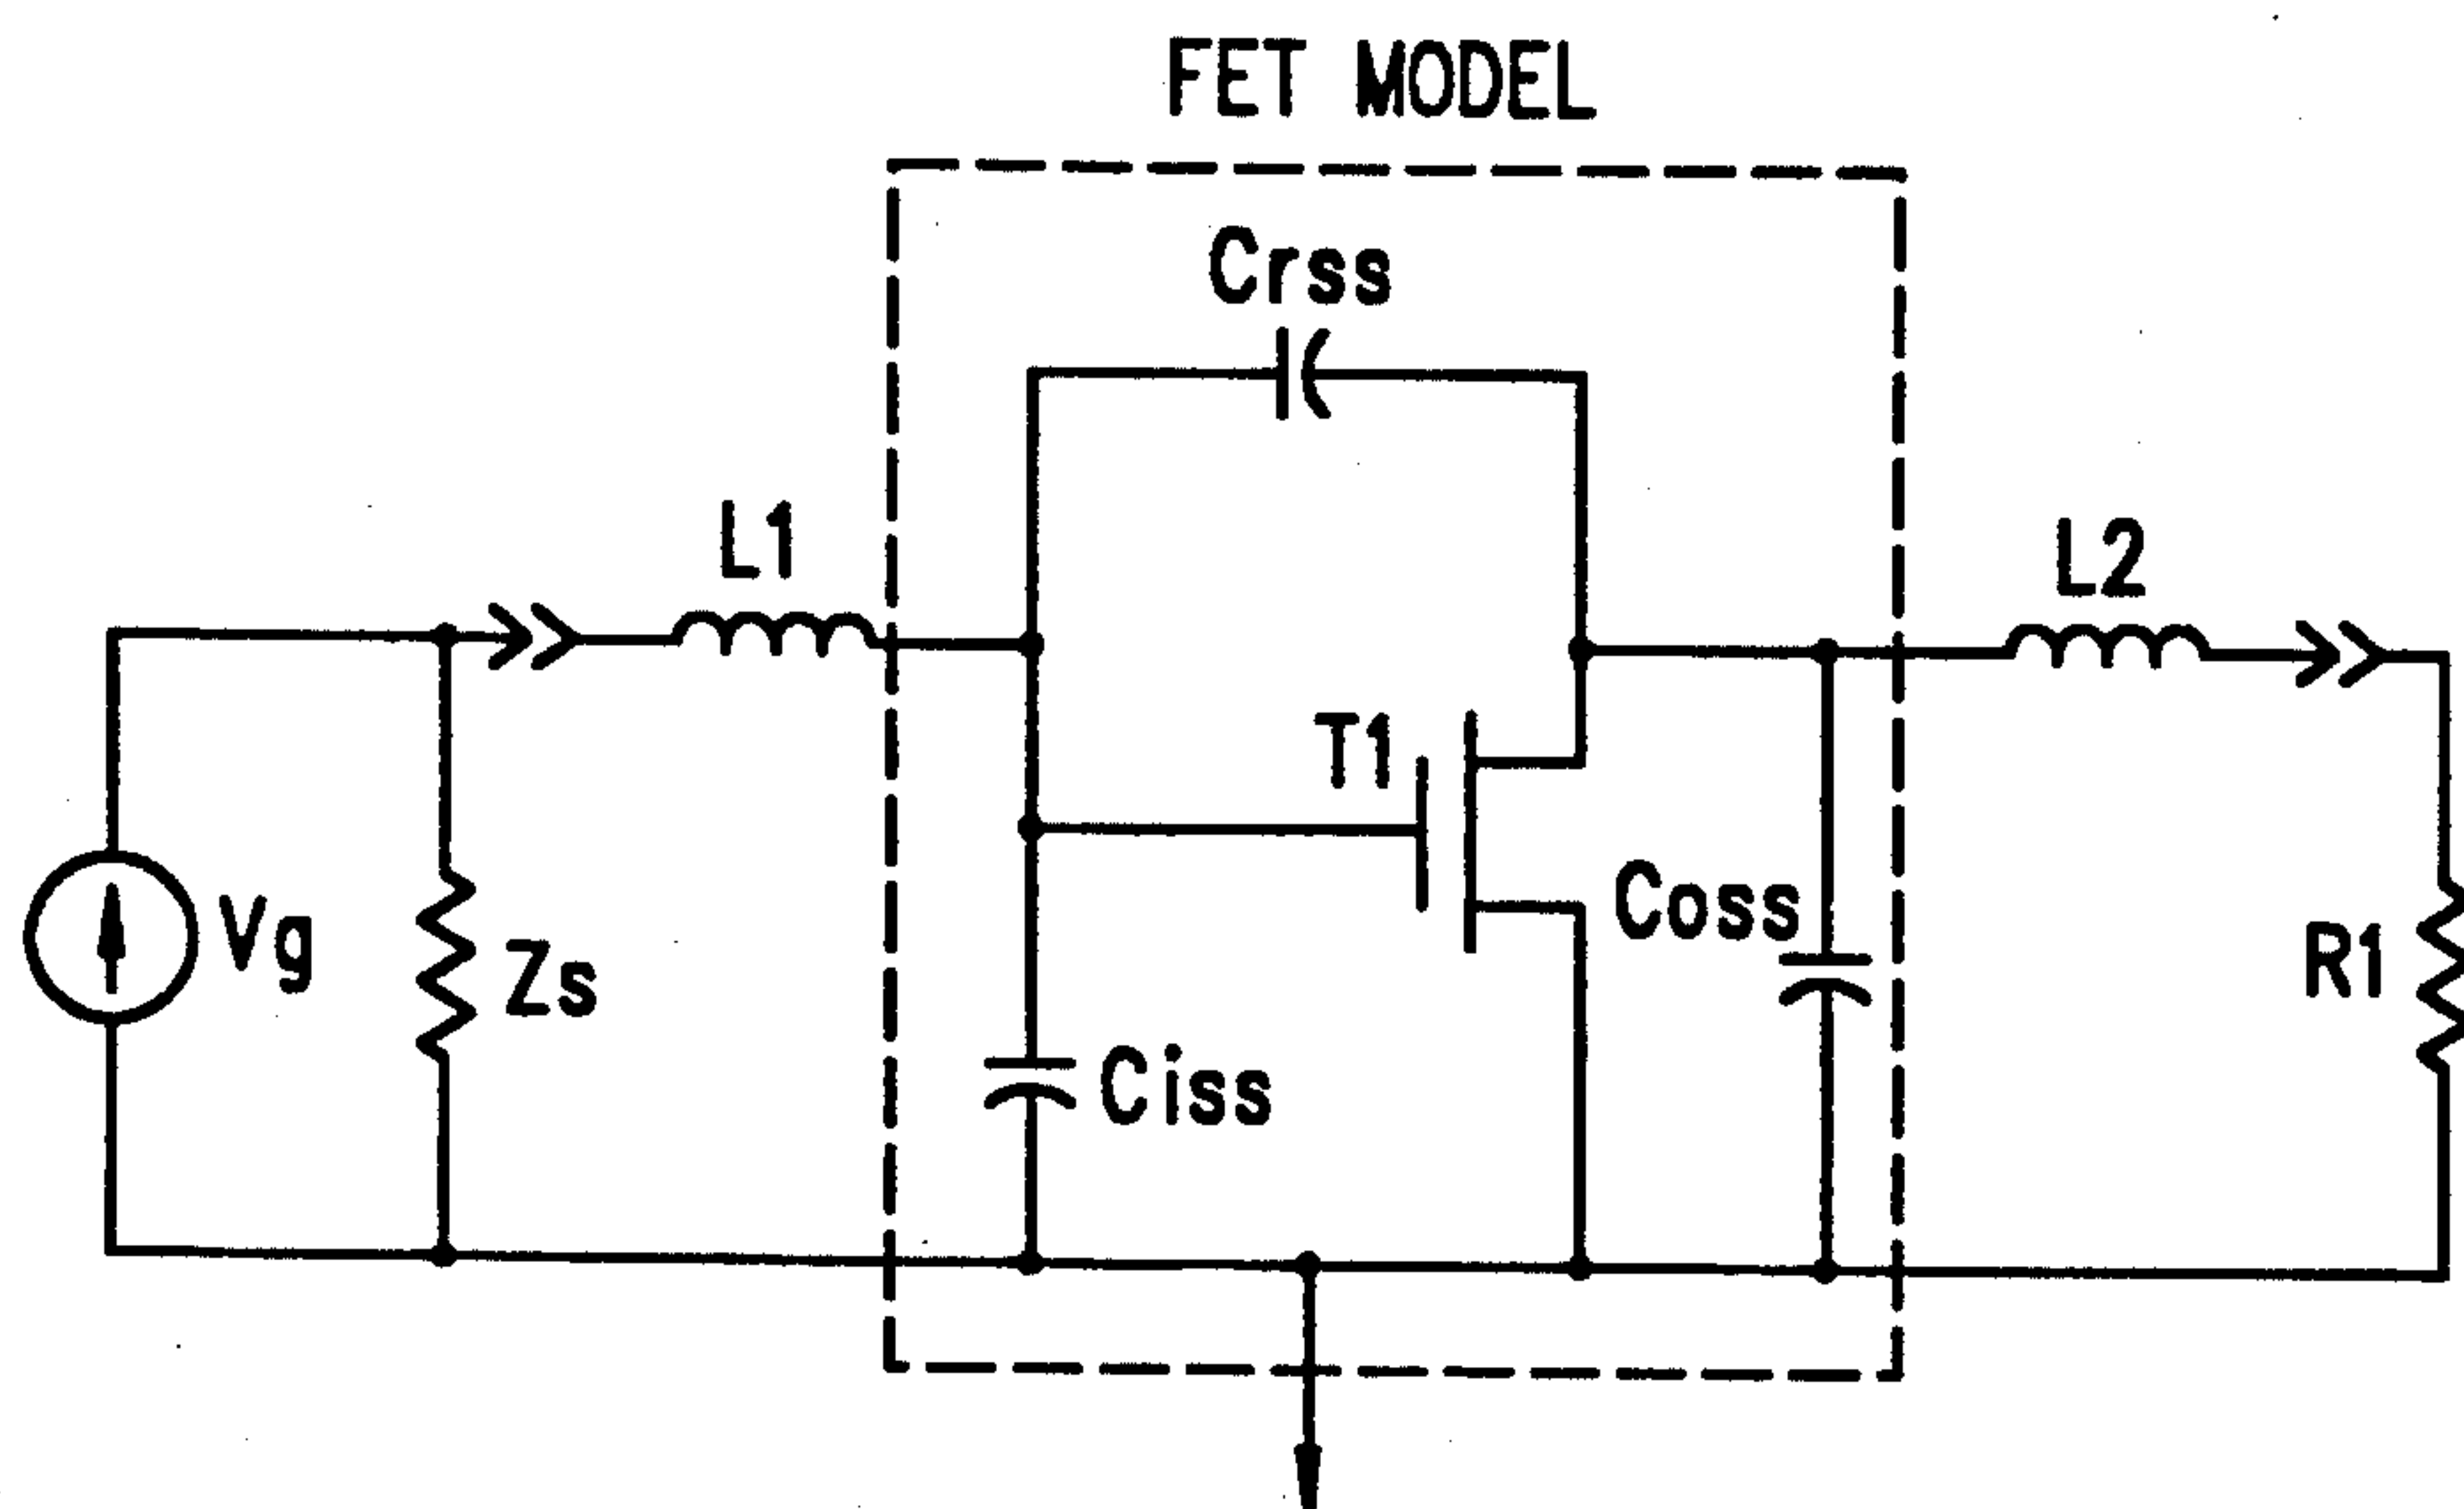 FET MODEL
Crss
L1
L2
T1
Vg
Zs
Coss
R1
Ciss